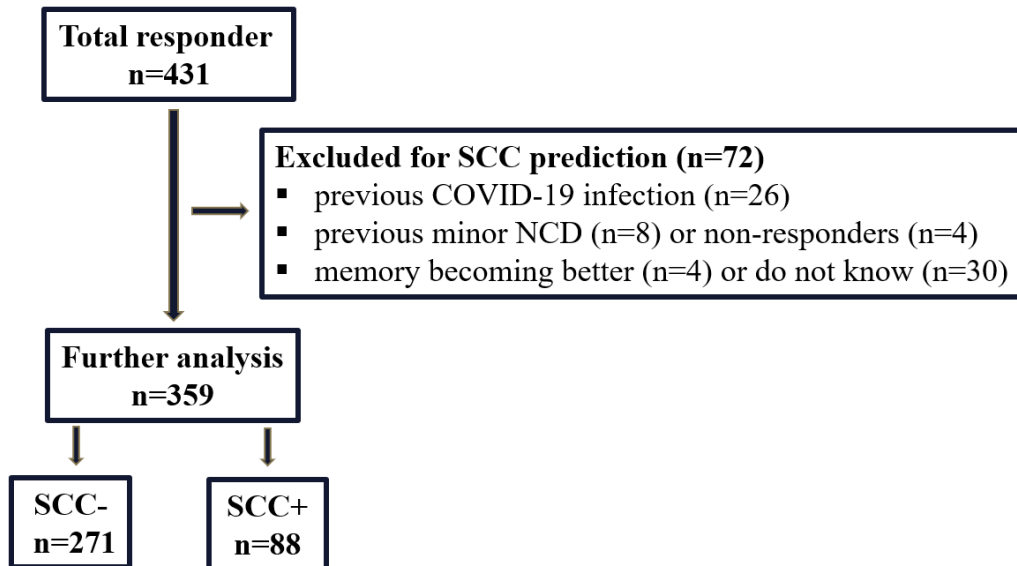 Total responder
n=431
Excluded for SCC prediction (n=72)
▪ previous COVID-19 infection (n=26)
▪ previous minor NCD (n=8) or non-responders (n=4)
▪ memory becoming better (n=4) or do not know (n=30)
Further analysis
n=359
SCC-
n=271
SCC+
n=88